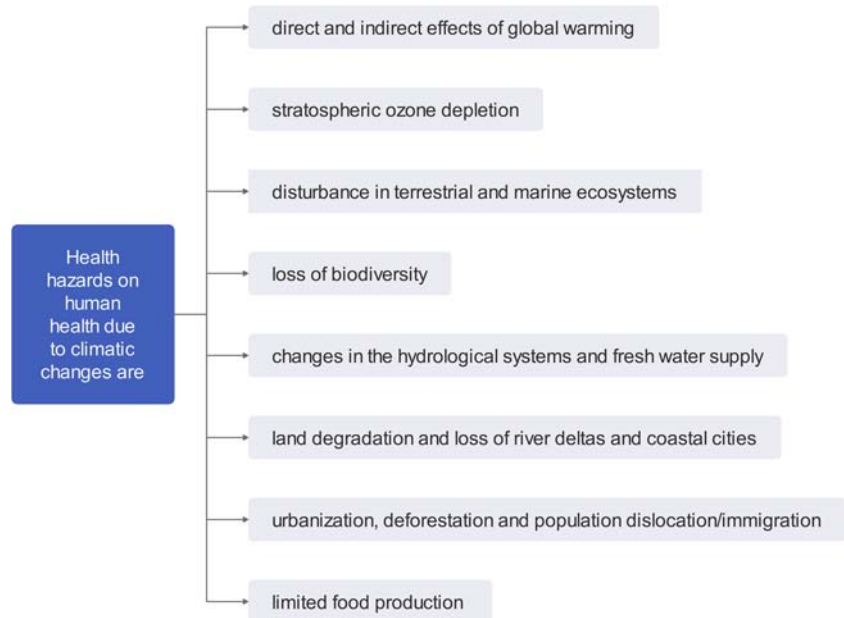 Health
hazards on
human
health due
to climatic
changes are
direct and indirect effects of global warming
stratospheric ozone depletion
disturbance in terrestrial and marine ecosystems
loss of biodiversity
changes in the hydrological systems and fresh water supply
land degradation and loss of river deltas and coastal cities
urbanization, deforestation and population dislocation/immigration
limited food production